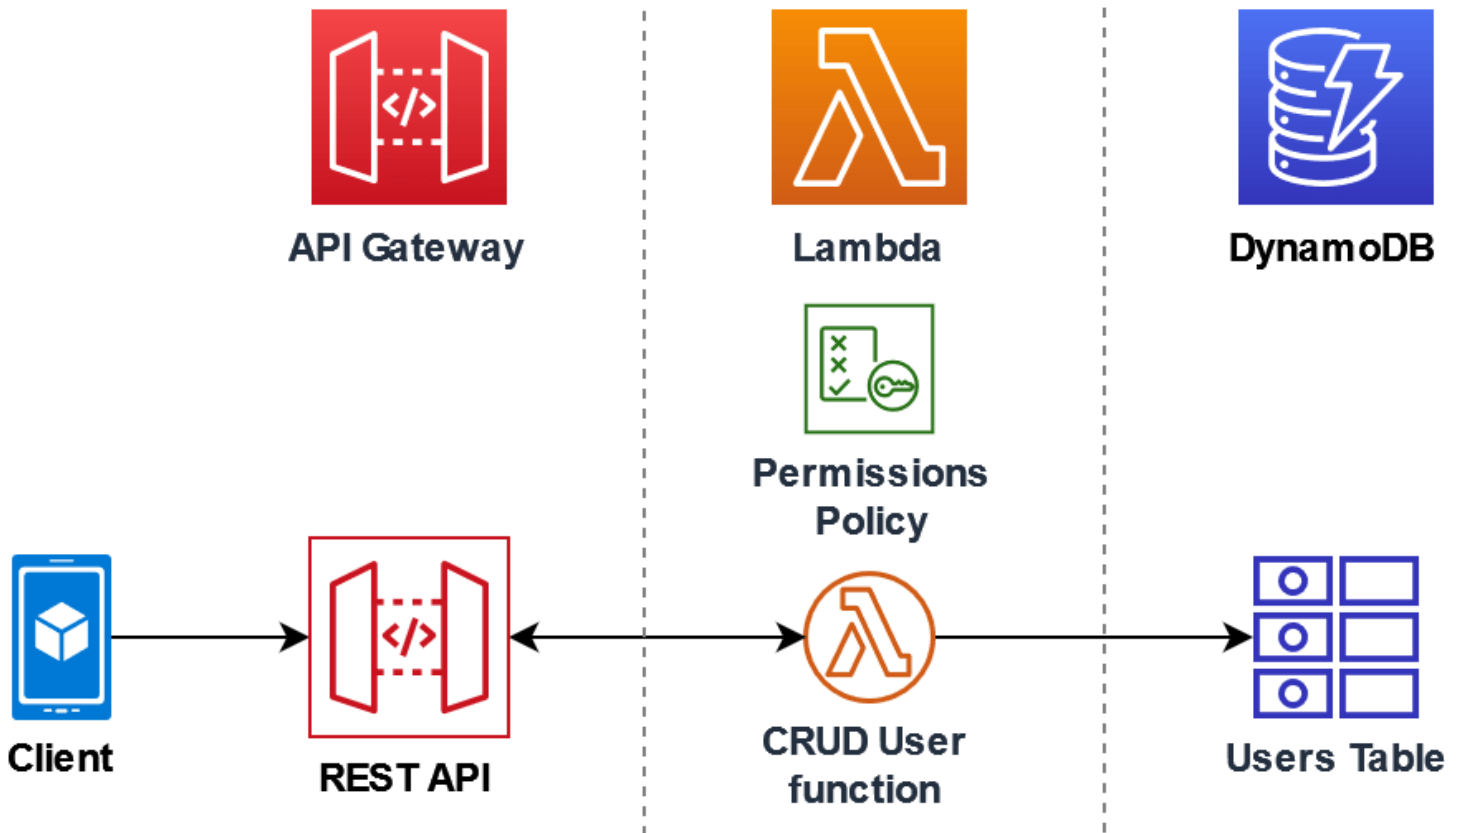 API Gateway
Lambda
DynamoDB
</>
Permissions
Policy
Client
</>
REST API
CRUD User
function
Users Table